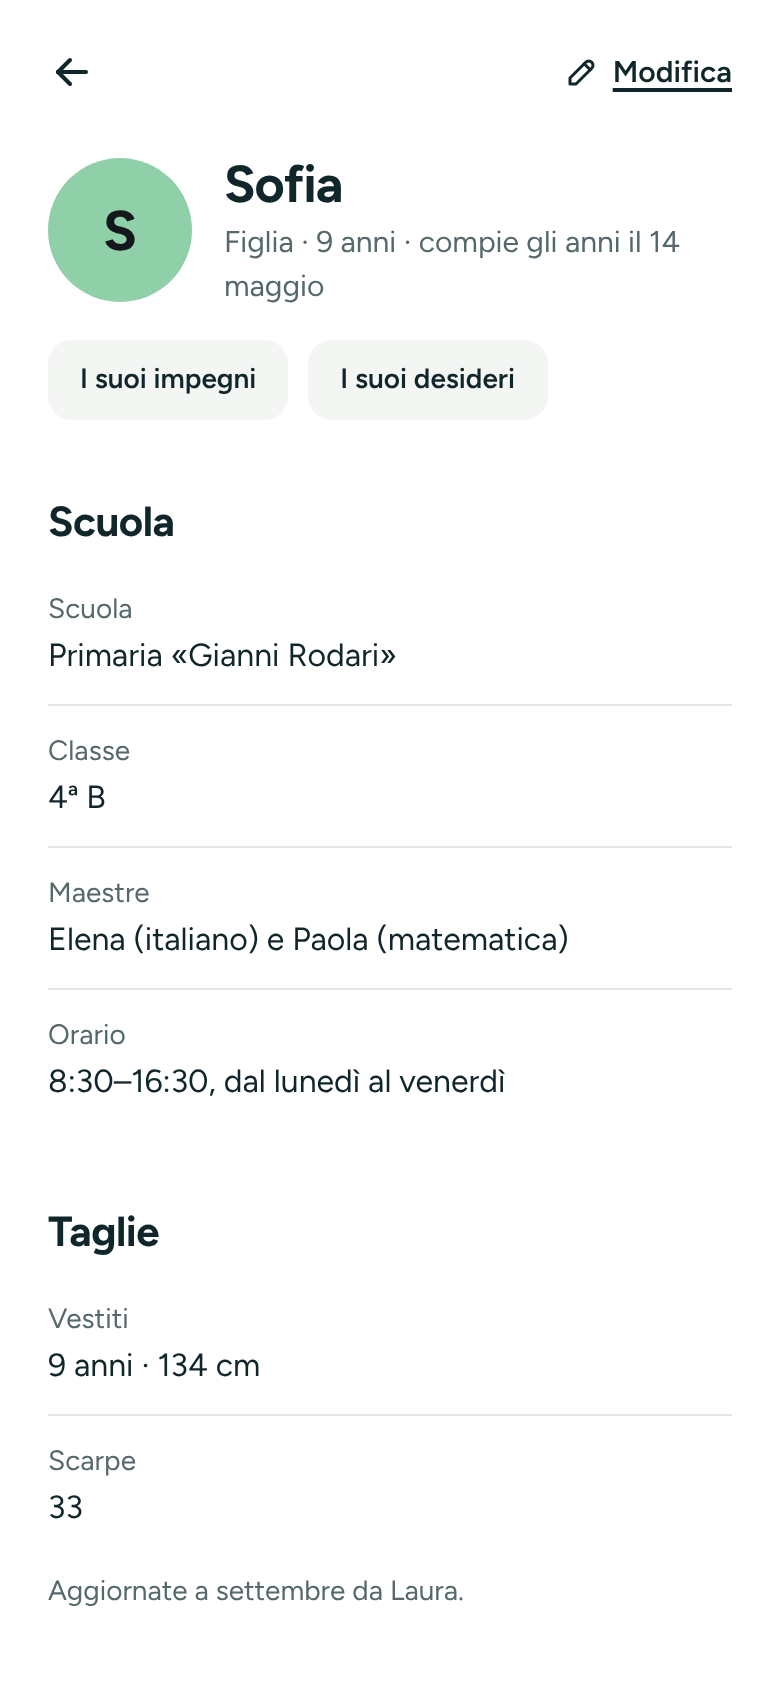 Modifica
S
Sofia
Figlia · 9 anni · compie gli anni il 14
maggio
I suoi impegni
I suoi desideri
Scuola
Scuola
Primaria «Gianni Rodari»
Classe
4ª B
Maestre
Elena (italiano) e Paola (matematica)
Orario
8:30–16:30, dal lunedì al venerdì
Taglie
Vestiti
9 anni · 134 cm
Scarpe
33
Aggiornate a settembre da Laura.